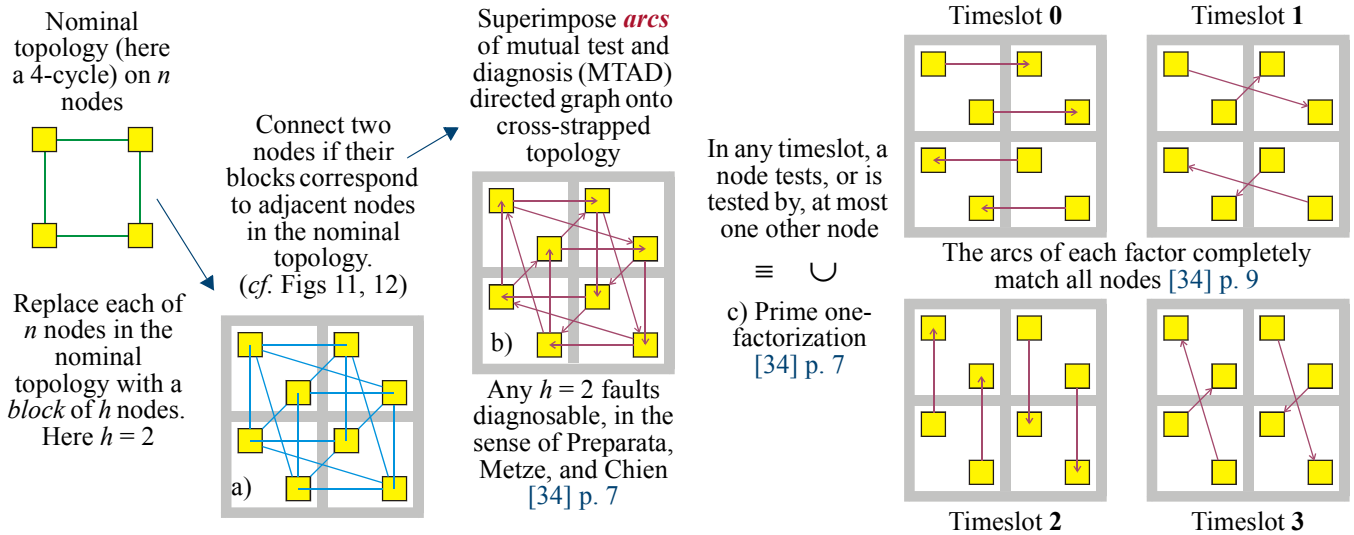 Nominal
topology (here
a 4-cycle) on n
nodes
Replace each of
n nodes in the
nominal
topology with a
block of h nodes.
Here h = 2
Connect two
nodes if their
blocks correspond
to adjacent nodes
in the nominal
topology.
(cf. Figs 11, 12)
a)
Superimpose arcs
of mutual test and
diagnosis (MTAD)
directed graph onto
cross-strapped
topology
b)
Any h = 2 faults
diagnosable, in the
sense of Preparata,
Metze, and Chien
[34] p. 7
In any timeslot, a
node tests, or is
tested by, at most
one other node
≡ ∪
c) Prime one-
factorization
[34] p. 7
Timeslot 0
Timeslot 1
The arcs of each factor completely
match all nodes [34] p. 9
Timeslot 2
Timeslot 3